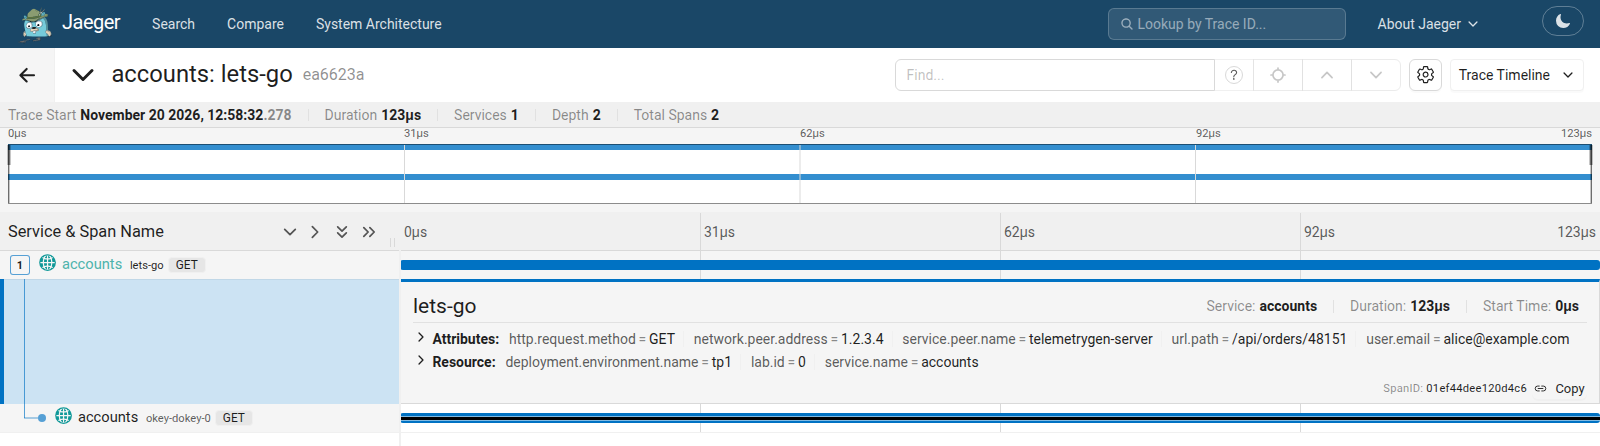 Jaeger Search Compare System Architecture Lookup by Trace ID... About Jaeger
accounts: lets-go ea6623a Find... ? Trace Timeline
Trace Start November 20 2026, 12:58:32.278 Duration 123μs Services 1 Depth 2 Total Spans 2
0μs 31μs 62μs 92μs 123μs
Service & Span Name 0μs 31μs 62μs 92μs 123μs
1 accounts lets-go GET
lets-go Service: accounts Duration: 123μs Start Time: 0μs
Attributes: http.request.method = GET network.peer.address = 1.2.3.4 service.peer.name = telemetrygen-server url.path = /api/orders/48151 user.email = alice@example.com
Resource: deployment.environment.name = tp1 lab.id = 0 service.name = accounts
SpanID: 01ef44dee120d4c6 Copy
accounts okey-dokey-0 GET